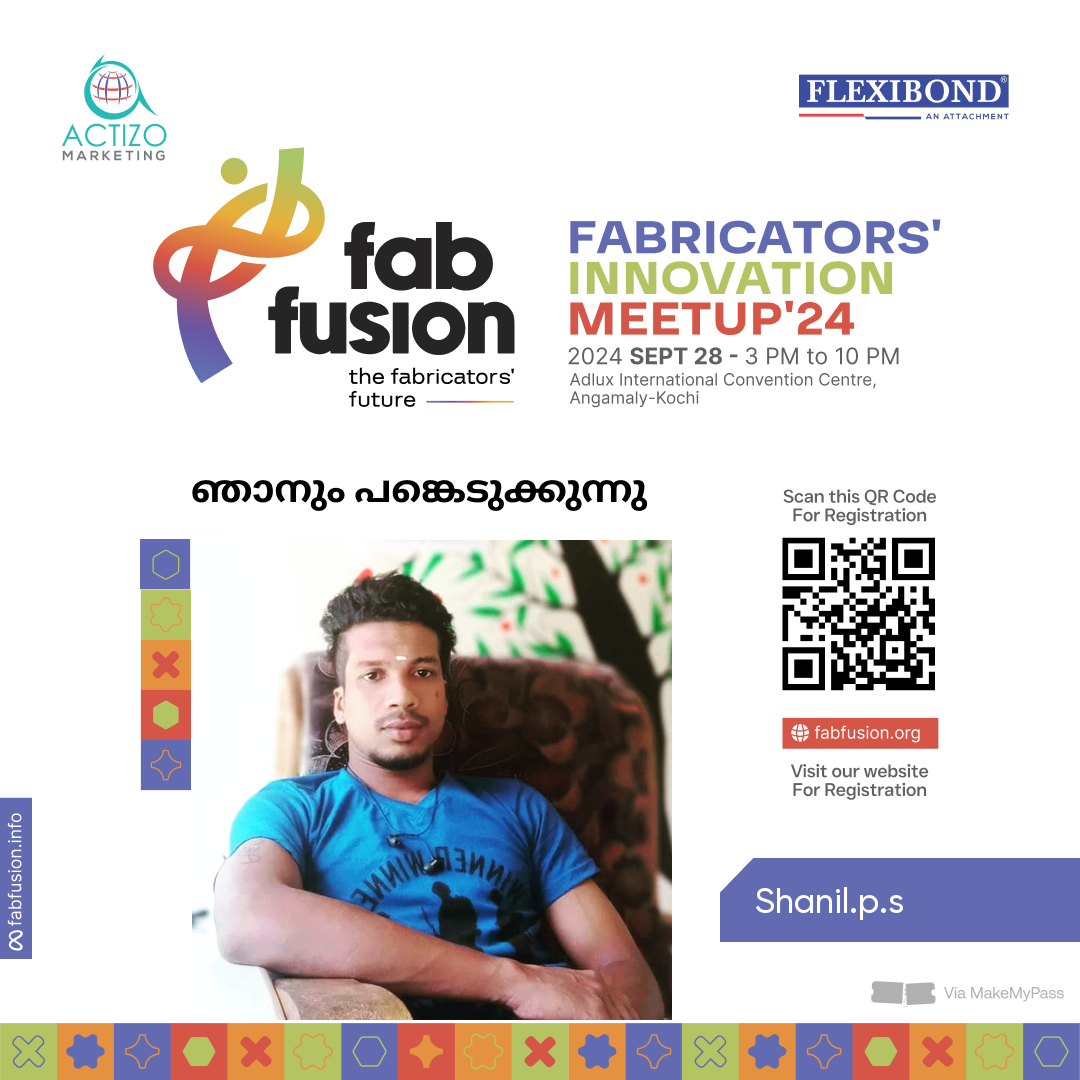 ACTIZO
MARKETING
FLEXIBOND®
AN ATTACHMENT
fab
fusion
the fabricators'
future
FABRICATORS'
INNOVATION
MEETUP'24
2024 SEPT 28 - 3 PM to 10 PM
Adlux International Convention Centre,
Angamaly-Kochi
ഞാനും പങ്കെടുക്കുന്നു
Scan this QR Code
For Registration
fabfusion.org
Visit our website
For Registration
WINNER WINNE
fabfusion.info
Shanil.p.s
Via MakeMyPass